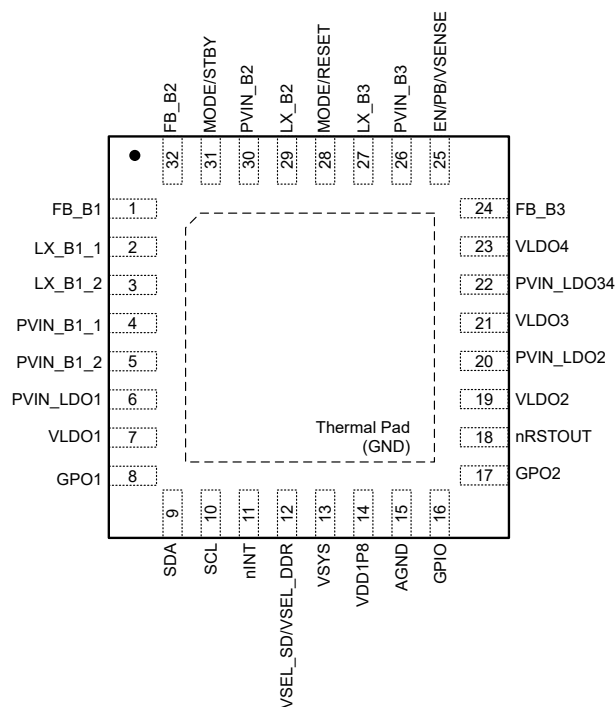 FB_B2
MODE/STBY
PVIN_B2
LX_B2
MODE/RESET
LX_B3
PVIN_B3
EN/PB/VSENSE
32
31
30
29
28
27
26
25
FB_B1 1
LX_B1_1 2
LX_B1_2 3
PVIN_B1_1 4
PVIN_B1_2 5
PVIN_LDO1 6
VLDO1 7
GPO1 8
24 FB_B3
23 VLDO4
22 PVIN_LDO34
21 VLDO3
20 PVIN_LDO2
19 VLDO2
18 nRSTOUT
17 GPO2
Thermal Pad
(GND)
9
10
11
12
13
14
15
16
SDA
SCL
nINT
VSEL_SD/VSEL_DDR
VSYS
VDD1P8
AGND
GPIO